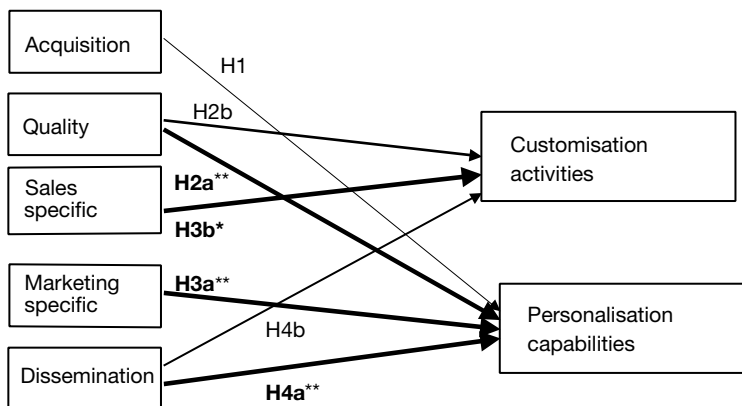 Acquisition
H1
Quality
H2b
Customisation
activities
Sales
specific
H2a**
H3b*
Marketing
specific
H3a**
Personalisation
capabilities
H4b
Dissemination
H4a**